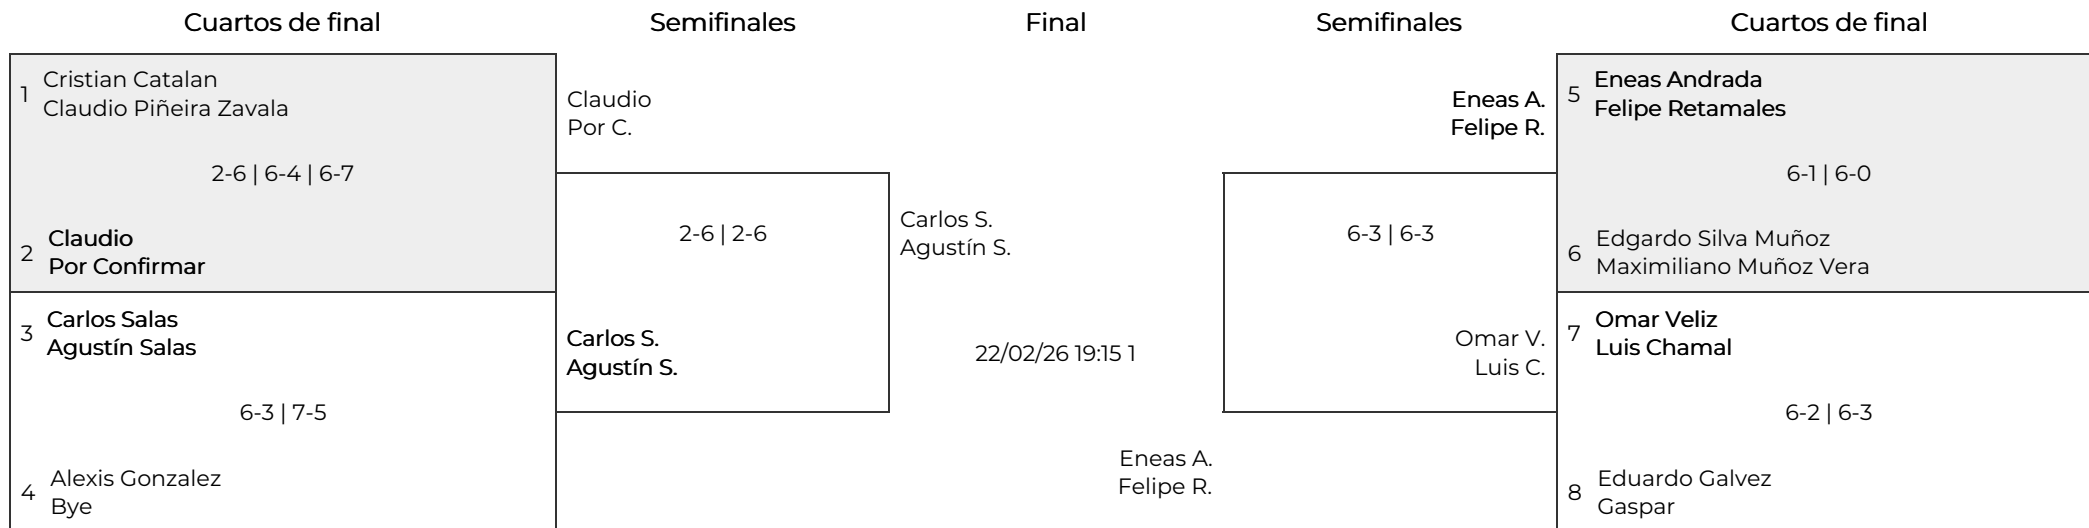 Cuartos de final
Semifinales
Final
Semifinales
Cuartos de final
1
Cristian Catalan
Claudio Piñeira Zavala
2-6 | 6-4 | 6-7
2
Claudio
Por Confirmar
3
Carlos Salas
Agustín Salas
6-3 | 7-5
4
Alexis Gonzalez
Bye
Claudio
Por C.
2-6 | 2-6
Carlos S.
Agustín S.
Carlos S.
Agustín S.
22/02/26 19:15 1
Eneas A.
Felipe R.
Eneas A.
Felipe R.
6-3 | 6-3
Omar V.
Luis C.
5
Eneas Andrada
Felipe Retamales
6-1 | 6-0
6
Edgardo Silva Muñoz
Maximiliano Muñoz Vera
7
Omar Veliz
Luis Chamal
6-2 | 6-3
8
Eduardo Galvez
Gaspar